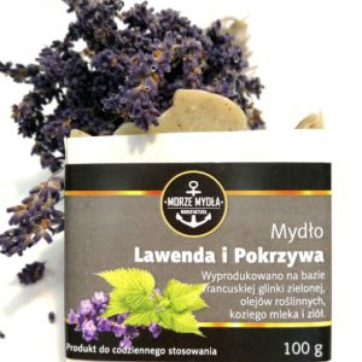 MORZE MYDŁA
MANUFAKTURA
Mydło
Lawenda i Pokrzywa
Wyprodukowano na bazie
francuskiej glinki zielonej,
olejów roślinnych,
koziego mleka i ziół.
Produkt do codziennego stosowania
100 g